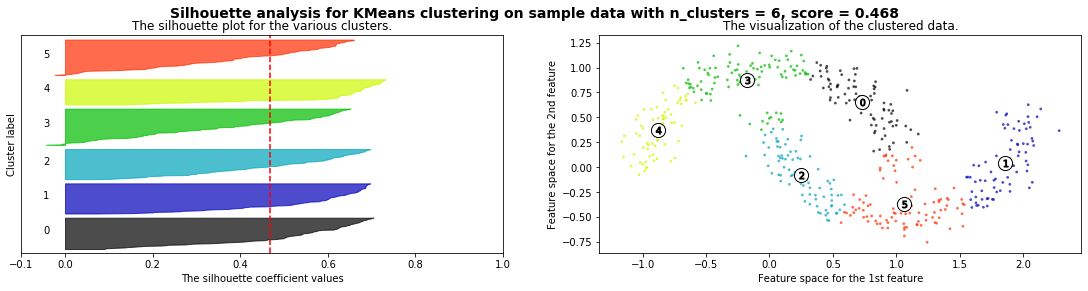 Silhouette analysis for KMeans clustering on sample data with n_clusters = 6, score = 0.468
The silhouette plot for the various clusters.
Cluster label
5
4
3
2
1
0
−0.1 0.0 0.2 0.4 0.6 0.8 1.0
The silhouette coefficient values
The visualization of the clustered data.
Feature space for the 2nd feature
1.25
1.00
0.75
0.50
0.25
0.00
−0.25
−0.50
−0.75
3
0
4
1
2
5
−1.0 −0.5 0.0 0.5 1.0 1.5 2.0
Feature space for the 1st feature